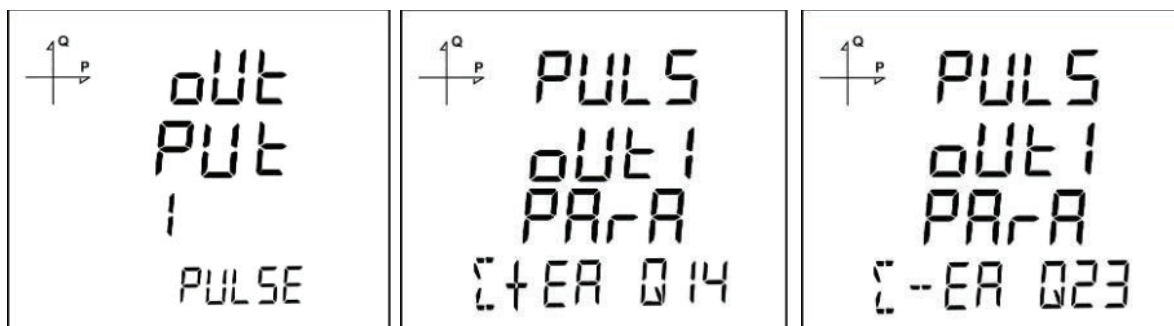 Q
P
oUt
PUt
1
PULSE
Q
P
PULS
oUt1
PArA
Σ+EA Q14
Q
P
PULS
oUt1
PArA
Σ-EA Q23